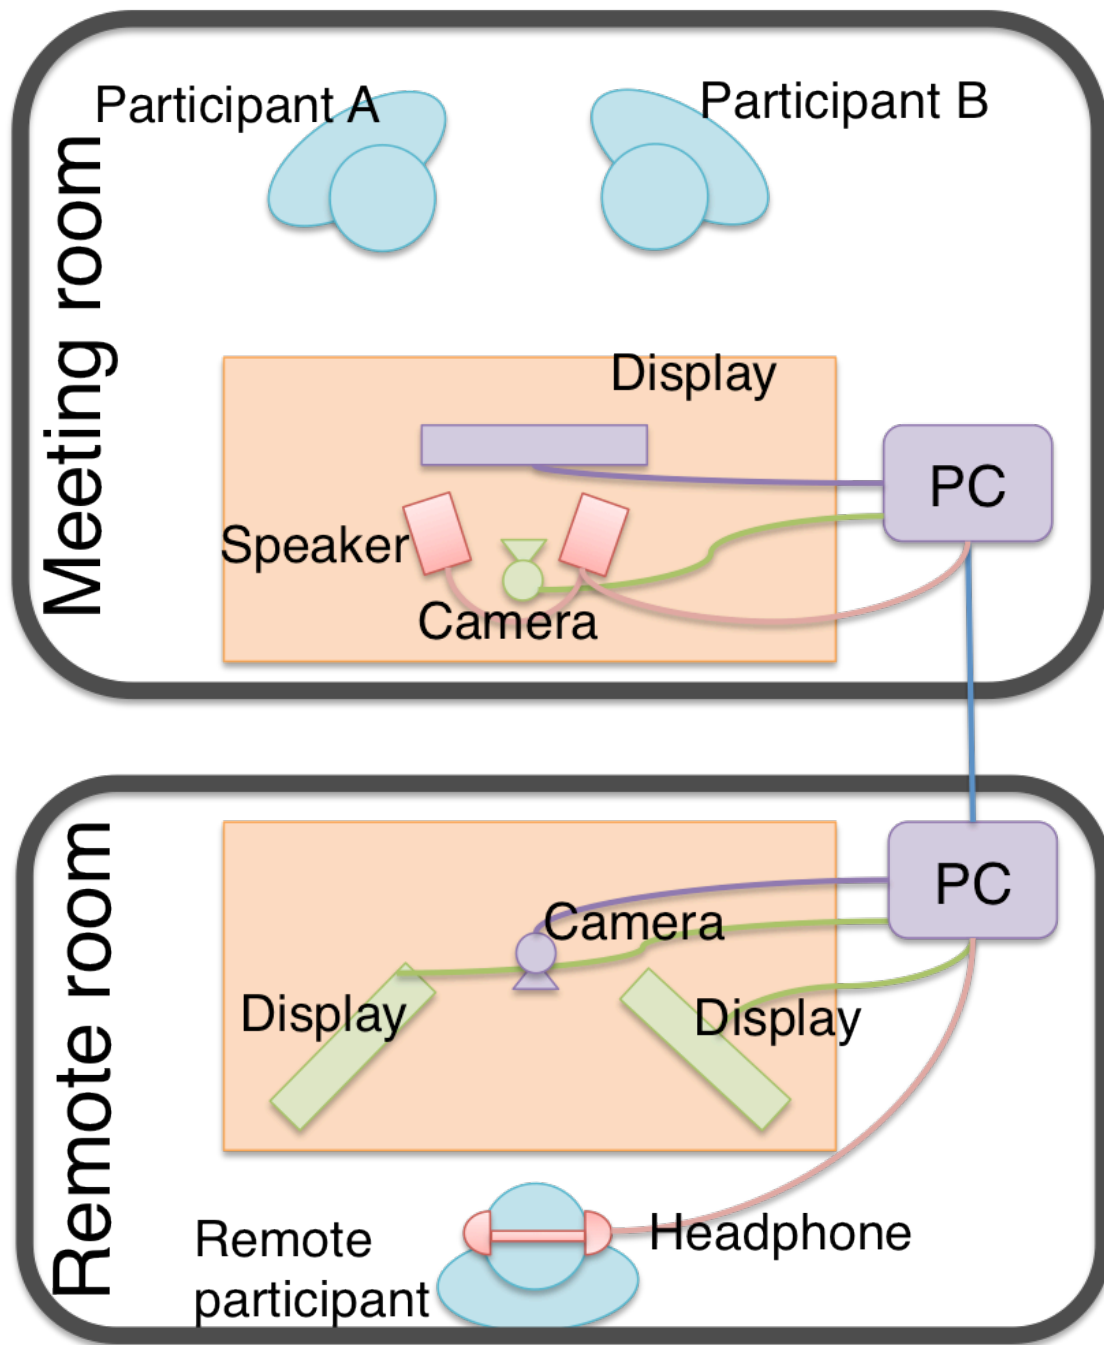 Participant A
Participant B
Meeting room
Display
PC
Speaker
Camera
PC
Camera
Display
Display
Remote room
Remote
participant
Headphone